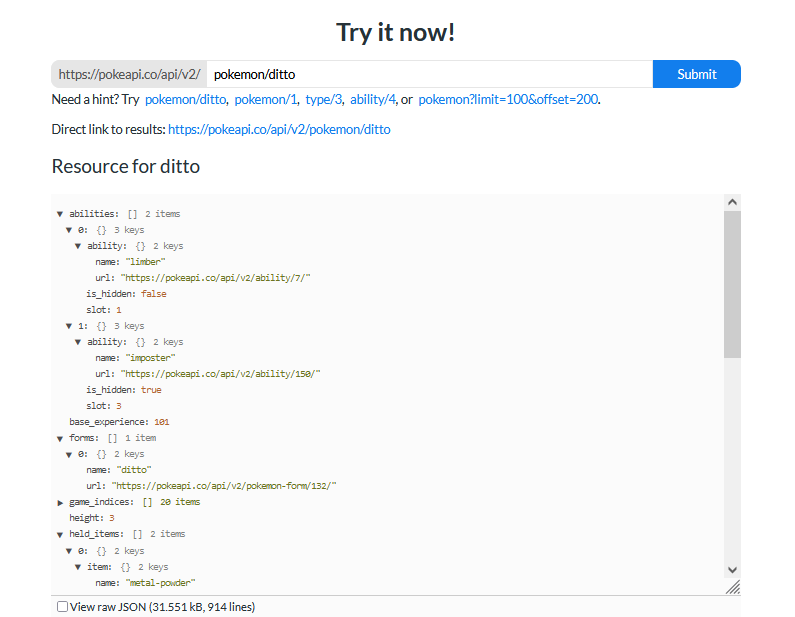 Try it now!
https://pokeapi.co/api/v2/ pokemon/ditto Submit
Need a hint? Try pokemon/ditto, pokemon/1, type/3, ability/4, or pokemon?limit=100&offset=200.
Direct link to results: https://pokeapi.co/api/v2/pokemon/ditto
Resource for ditto
▼ abilities: [] 2 items
▼ 0: {} 3 keys
▼ ability: {} 2 keys
name: "limber"
url: "https://pokeapi.co/api/v2/ability/7/"
is_hidden: false
slot: 1
▼ 1: {} 3 keys
▼ ability: {} 2 keys
name: "imposter"
url: "https://pokeapi.co/api/v2/ability/150/"
is_hidden: true
slot: 3
base_experience: 101
▼ forms: [] 1 item
▼ 0: {} 2 keys
name: "ditto"
url: "https://pokeapi.co/api/v2/pokemon-form/132/"
▶ game_indices: [] 20 items
height: 3
▼ held_items: [] 2 items
▼ 0: {} 2 keys
▼ item: {} 2 keys
name: "metal-powder"
View raw JSON (31.551 kB, 914 lines)